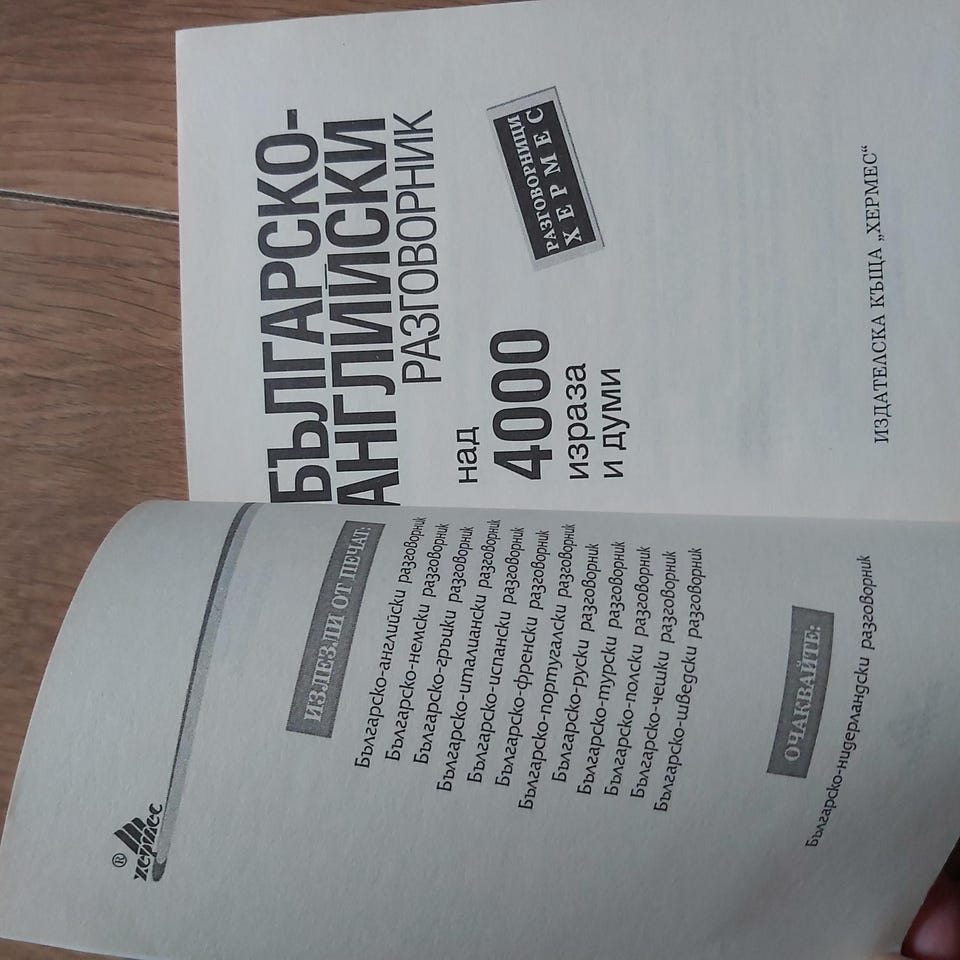 ®
хермес
ИЗЛЕЗЛИ ОТ ПЕЧАТ:
Българско-английски разговорник
Българско-немски разговорник
Българско-гръцки разговорник
Българско-италиански разговорник
Българско-испански разговорник
Българско-френски разговорник
Българско-португалски разговорник
Българско-руски разговорник
Българско-турски разговорник
Българско-полски разговорник
Българско-чешки разговорник
Българско-шведски разговорник
ОЧАКВАЙТЕ:
Българско-нидерландски разговорник
БЪЛГАРСКО-
АНГЛИЙСКИ
РАЗГОВОРНИК
над
4000
израза
и думи
РАЗГОВОРНИЦИ
ХЕРМЕС
ИЗДАТЕЛСКА КЪЩА „ХЕРМЕС“